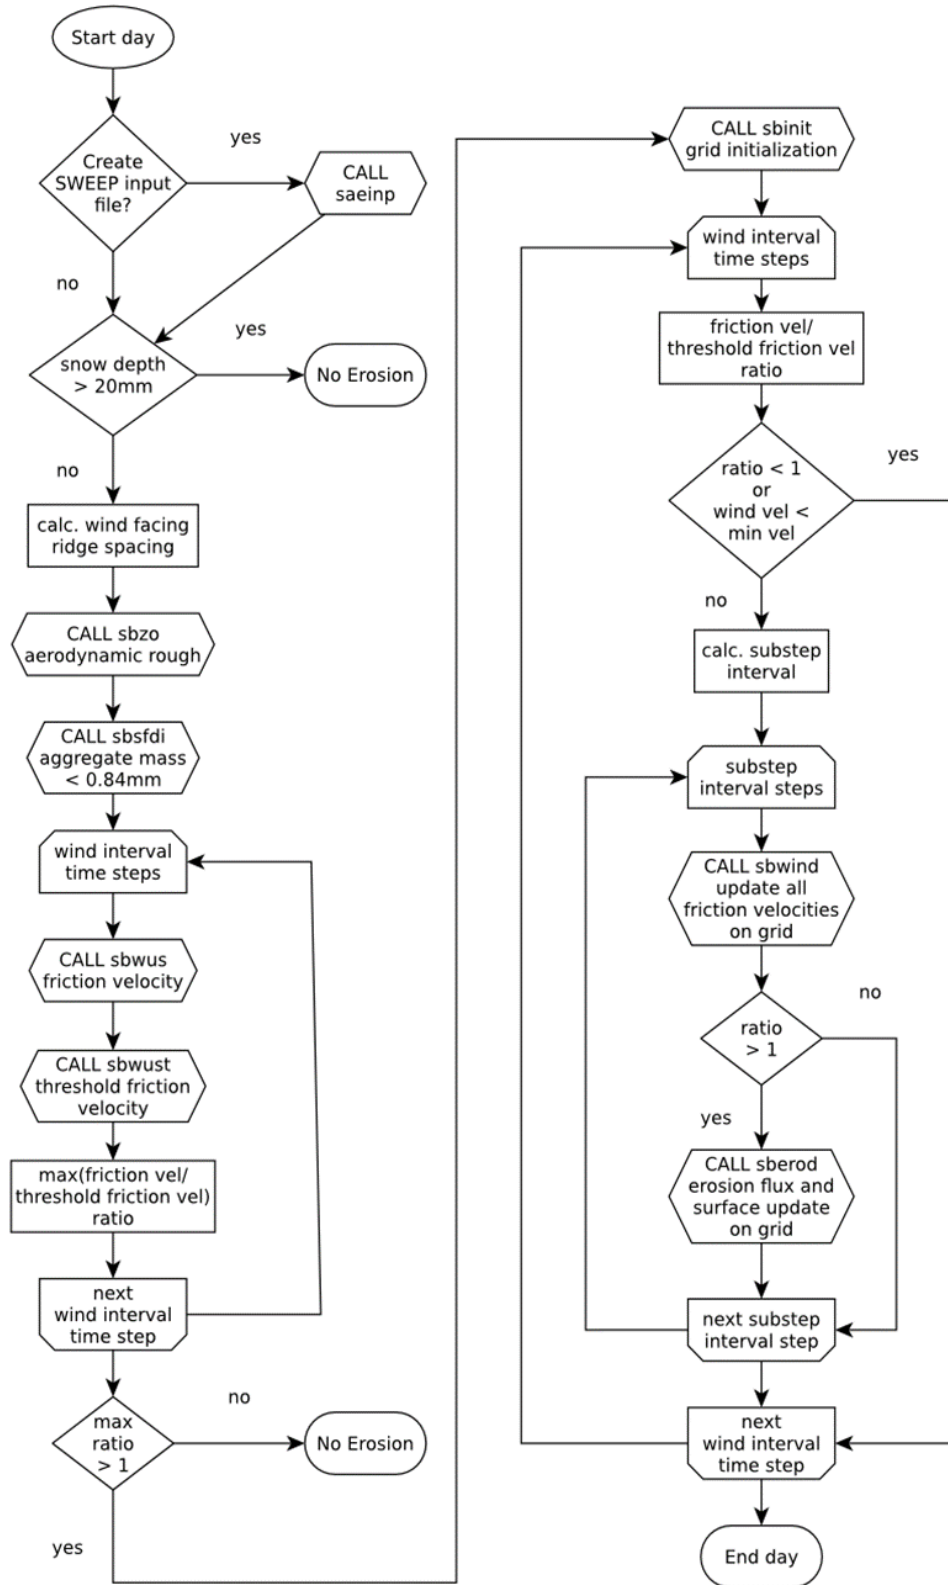 Start day
Create
SWEEP input
file?
yes
CALL
saeinp
no
snow depth
> 20mm
yes
No Erosion
no
calc. wind facing
ridge spacing
CALL sbzo
aerodynamic rough
CALL sbsfdi
aggregate mass
< 0.84mm
wind interval
time steps
CALL sbwus
friction velocity
CALL sbwust
threshold friction
velocity
max(friction vel/
threshold friction vel)
ratio
next
wind interval
time step
max
ratio
> 1
no
No Erosion
yes
CALL sbinit
grid initialization
wind interval
time steps
friction vel/
threshold friction vel
ratio
ratio < 1
or
wind vel <
min vel
yes
no
calc. substep
interval
substep
interval steps
CALL sbwind
update all
friction velocities
on grid
ratio
> 1
no
yes
CALL sberod
erosion flux and
surface update
on grid
next substep
interval step
next
wind interval
time step
End day